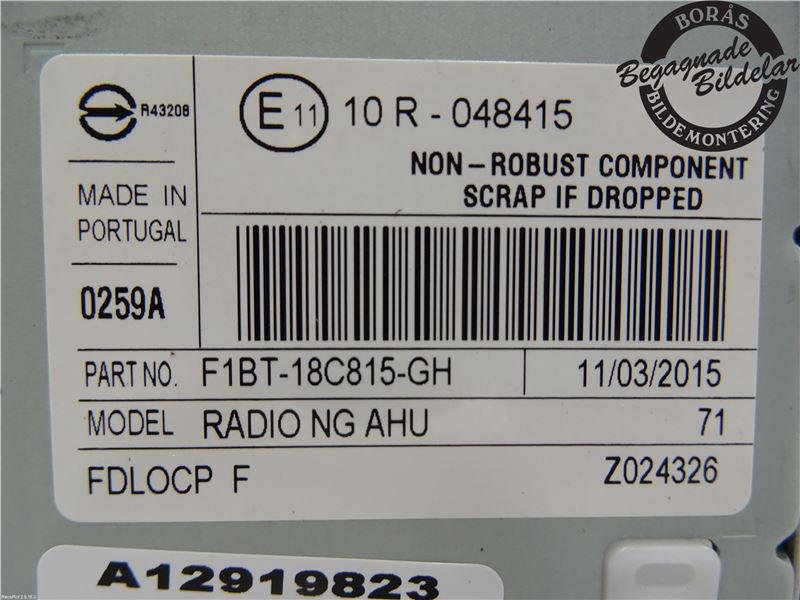 BORÅS
Begagnade
Bildelar
BILDEMONTERING
R43208
E 11 10 R - 048415
NON - ROBUST COMPONENT
SCRAP IF DROPPED
MADE IN
PORTUGAL
0259A
PART NO. F1BT-18C815-GH 11/03/2015
MODEL RADIO NG AHU 71
FDLOCP F Z024326
A12919823